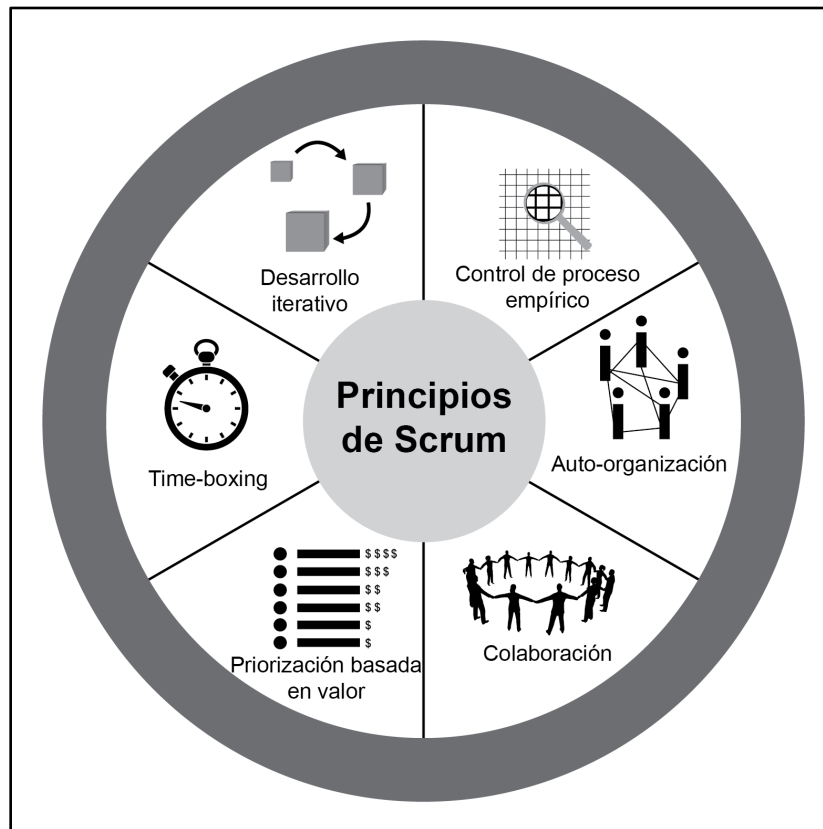 Desarrollo
iterativo
Control de proceso
empírico
Time-boxing
Principios
de Scrum
Auto-organización
$$$$
$$$
$$
$$
$
$
Priorización basada
en valor
Colaboración